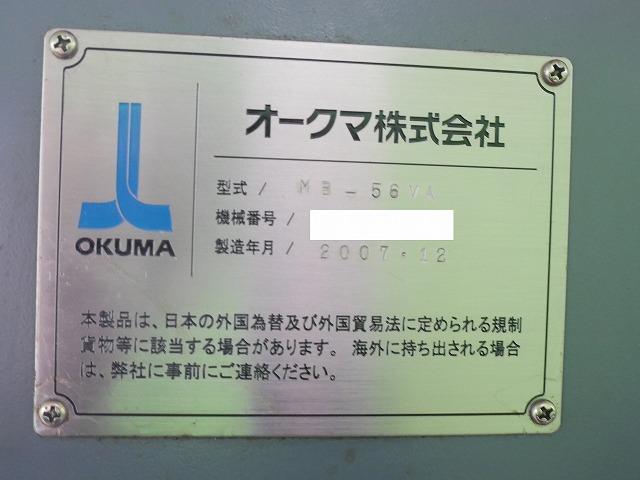 オークマ株式会社
型式 / MB-56VA
機械番号 /
製造年月 / 2007.12
OKUMA
本製品は、日本の外国為替及び外国貿易法に定められる規制
貨物等に該当する場合があります。海外に持ち出される場合
は、弊社に事前にご連絡ください。